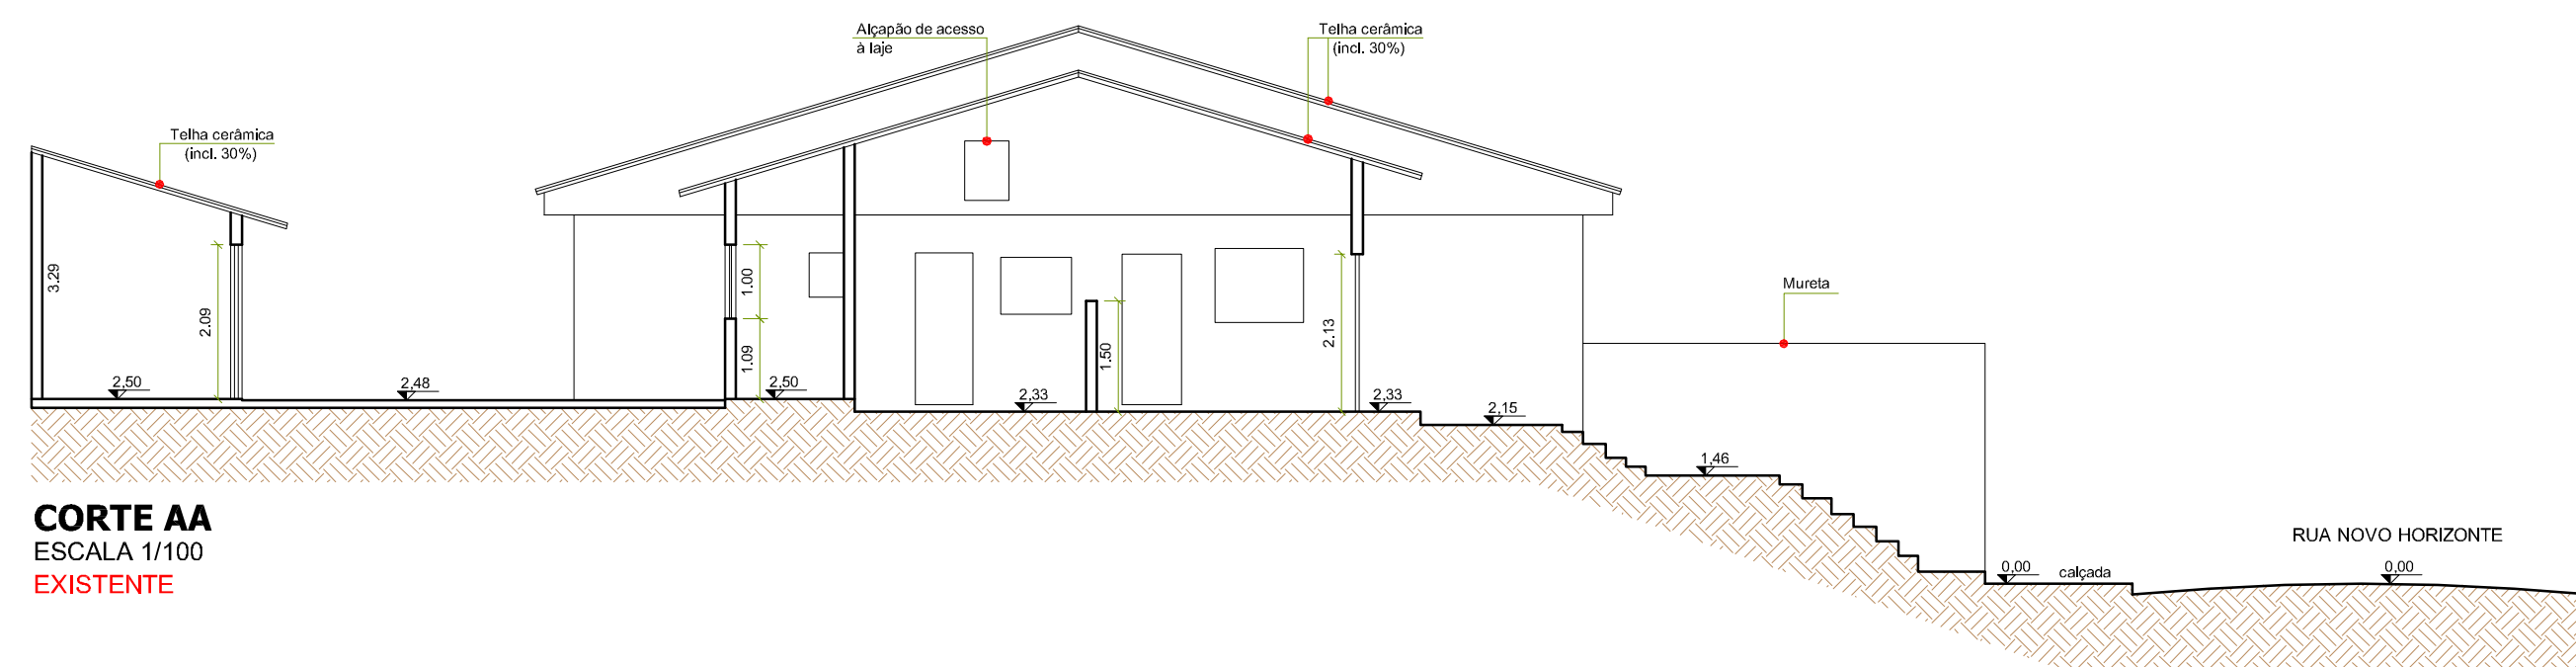 Alçapão de acesso
à laje
Telha cerâmica
(incl. 30%)
Telha cerâmica
(incl. 30%)
3.29
2.09
1.00
1.09
1.50
2.13
Mureta
2,50
2,48
2,50
2,33
2,33
2,15
1,46
CORTE AA
ESCALA 1/100
EXISTENTE
RUA NOVO HORIZONTE
0,00
calçada
0,00